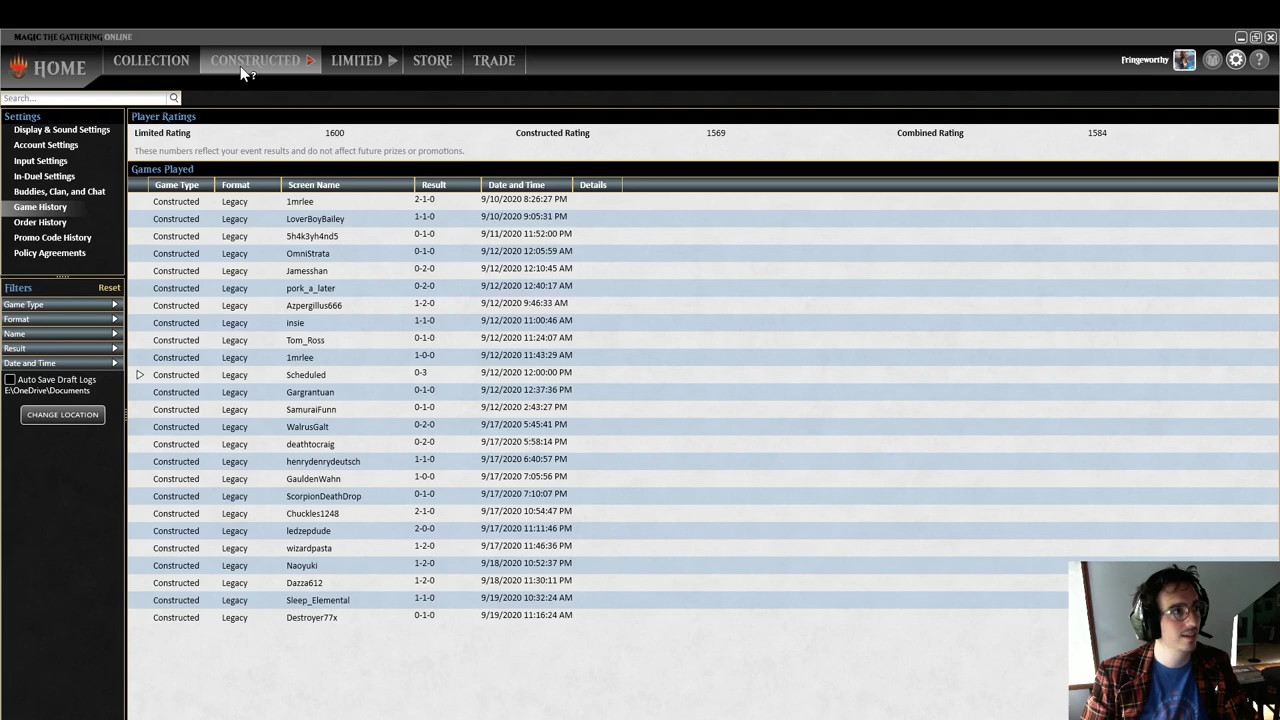 MAGIC THE GATHERING ONLINE
HOME COLLECTION CONSTRUCTED LIMITED STORE TRADE Fringeworthy ?
Search...
Settings
Display & Sound Settings
Account Settings
Input Settings
In-Duel Settings
Buddies, Clan, and Chat
Game History
Order History
Promo Code History
Policy Agreements
Filters Reset
Game Type
Format
Name
Result
Date and Time
Auto Save Draft Logs
E:\OneDrive\Documents
CHANGE LOCATION
Player Ratings
Limited Rating 1600 Constructed Rating 1569 Combined Rating 1584
These numbers reflect your event results and do not affect future prizes or promotions.
Games Played
Game Type Format Screen Name Result Date and Time Details
Constructed Legacy 1mrlee 2-1-0 9/10/2020 8:26:27 PM
Constructed Legacy LoverBoyBailey 1-1-0 9/10/2020 9:05:31 PM
Constructed Legacy 5h4k3yh4nd5 0-1-0 9/11/2020 11:52:00 PM
Constructed Legacy OmniStrata 0-1-0 9/12/2020 12:05:59 AM
Constructed Legacy Jamesshan 0-2-0 9/12/2020 12:10:45 AM
Constructed Legacy pork_a_later 0-2-0 9/12/2020 12:40:17 AM
Constructed Legacy Azpergillus666 1-2-0 9/12/2020 9:46:33 AM
Constructed Legacy insie 1-1-0 9/12/2020 11:00:46 AM
Constructed Legacy Tom_Ross 0-1-0 9/12/2020 11:24:07 AM
Constructed Legacy 1mrlee 1-0-0 9/12/2020 11:43:29 AM
Constructed Legacy Scheduled 0-3 9/12/2020 12:00:00 PM
Constructed Legacy Gargrantuan 0-1-0 9/12/2020 12:37:36 PM
Constructed Legacy SamuraiFunn 0-1-0 9/12/2020 2:43:27 PM
Constructed Legacy WalrusGalt 0-2-0 9/17/2020 5:45:41 PM
Constructed Legacy deathtocraig 0-2-0 9/17/2020 5:58:14 PM
Constructed Legacy henrydenrydeutsch 1-1-0 9/17/2020 6:40:57 PM
Constructed Legacy GauldenWahn 1-0-0 9/17/2020 7:05:56 PM
Constructed Legacy ScorpionDeathDrop 0-1-0 9/17/2020 7:10:07 PM
Constructed Legacy Chuckles1248 2-1-0 9/17/2020 10:54:47 PM
Constructed Legacy ledzepdude 2-0-0 9/17/2020 11:11:46 PM
Constructed Legacy wizardpasta 1-2-0 9/17/2020 11:46:36 PM
Constructed Legacy Naoyuki 1-2-0 9/18/2020 10:52:37 PM
Constructed Legacy Dazza612 1-2-0 9/18/2020 11:30:11 PM
Constructed Legacy Sleep_Elemental 1-1-0 9/19/2020 10:32:24 AM
Constructed Legacy Destroyer77x 0-1-0 9/19/2020 11:16:24 AM